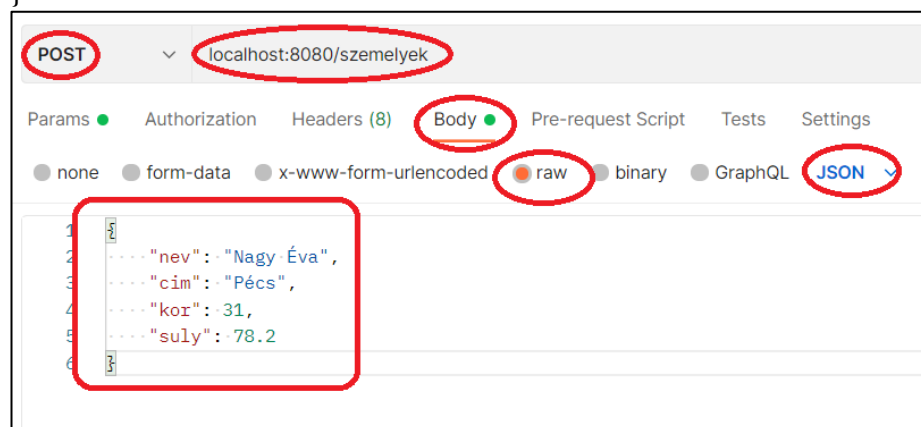 }
POST localhost:8080/szemelyek
Params Authorization Headers (8) Body Pre-request Script Tests Settings
none form-data x-www-form-urlencoded raw binary GraphQL JSON
1 {
2 "nev": "Nagy Éva",
3 "cim": "Pécs",
4 "kor": 31,
5 "suly": 78.2
6 }